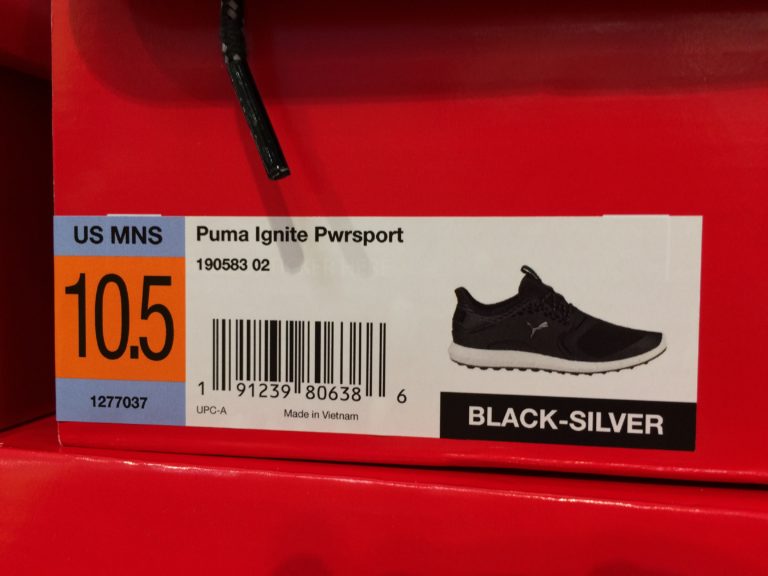 US MNS
10.5
1277037
Puma Ignite Pwrsport
190583 02
1 91239 80638 6
UPC-A
Made in Vietnam
BLACK-SILVER